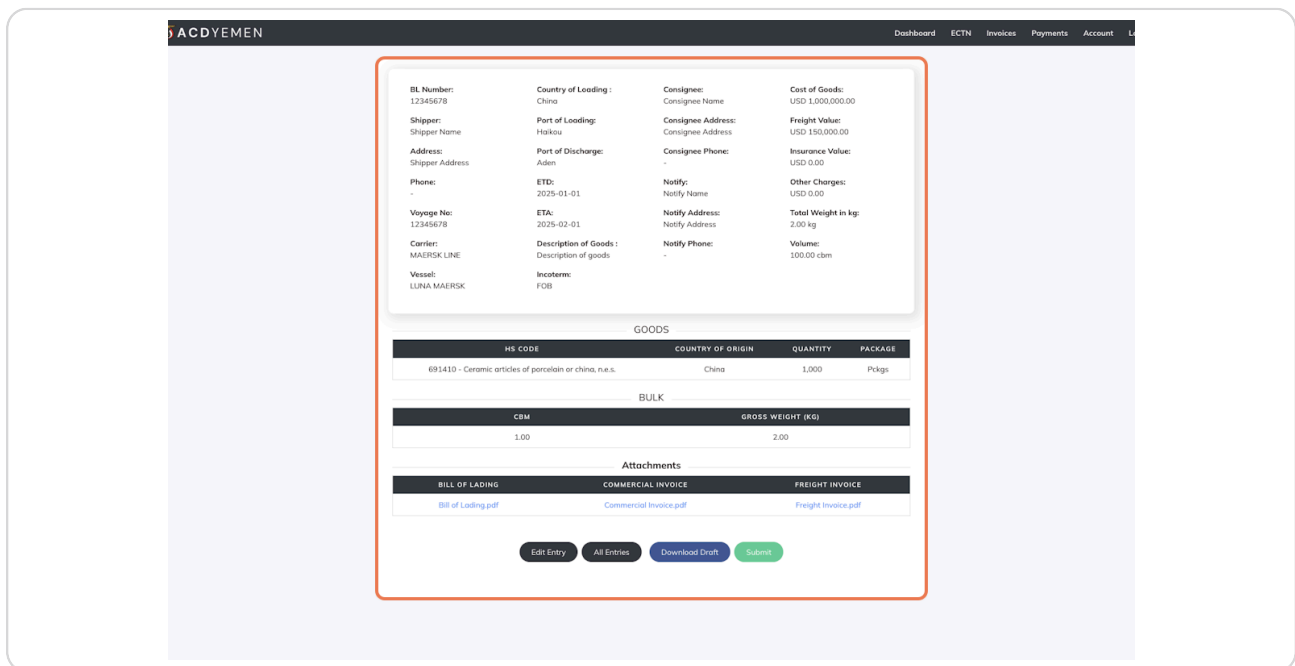 ACDYEMEN
Dashboard ECTN Invoices Payments Account
BL Number:
12345678
Shipper:
Shipper Name
Address:
Shipper Address
Phone:
-
Voyage No:
12345678
Carrier:
MAERSK LINE
Vessel:
LUNA MAERSK
Country of Loading :
China
Port of Loading:
Haikou
Port of Discharge:
Aden
ETD:
2025-01-01
ETA:
2025-02-01
Description of Goods :
Description of goods
Incoterm:
FOB
Consignee:
Consignee Name
Consignee Address:
Consignee Address
Consignee Phone:
-
Notify:
Notify Name
Notify Address:
Notify Address
Notify Phone:
-
Cost of Goods:
USD 1,000,000.00
Freight Value:
USD 150,000.00
Insurance Value:
USD 0.00
Other Charges:
USD 0.00
Total Weight in kg:
2.00 kg
Volume:
100.00 cbm
GOODS
HS CODE COUNTRY OF ORIGIN QUANTITY PACKAGE
691410 - Ceramic articles of porcelain or china, n.e.s. China 1,000 Pckgs
BULK
CBM GROSS WEIGHT (KG)
1.00 2.00
Attachments
BILL OF LADING COMMERCIAL INVOICE FREIGHT INVOICE
Bill of Lading.pdf Commercial Invoice.pdf Freight Invoice.pdf
Edit Entry All Entries Download Draft Submit